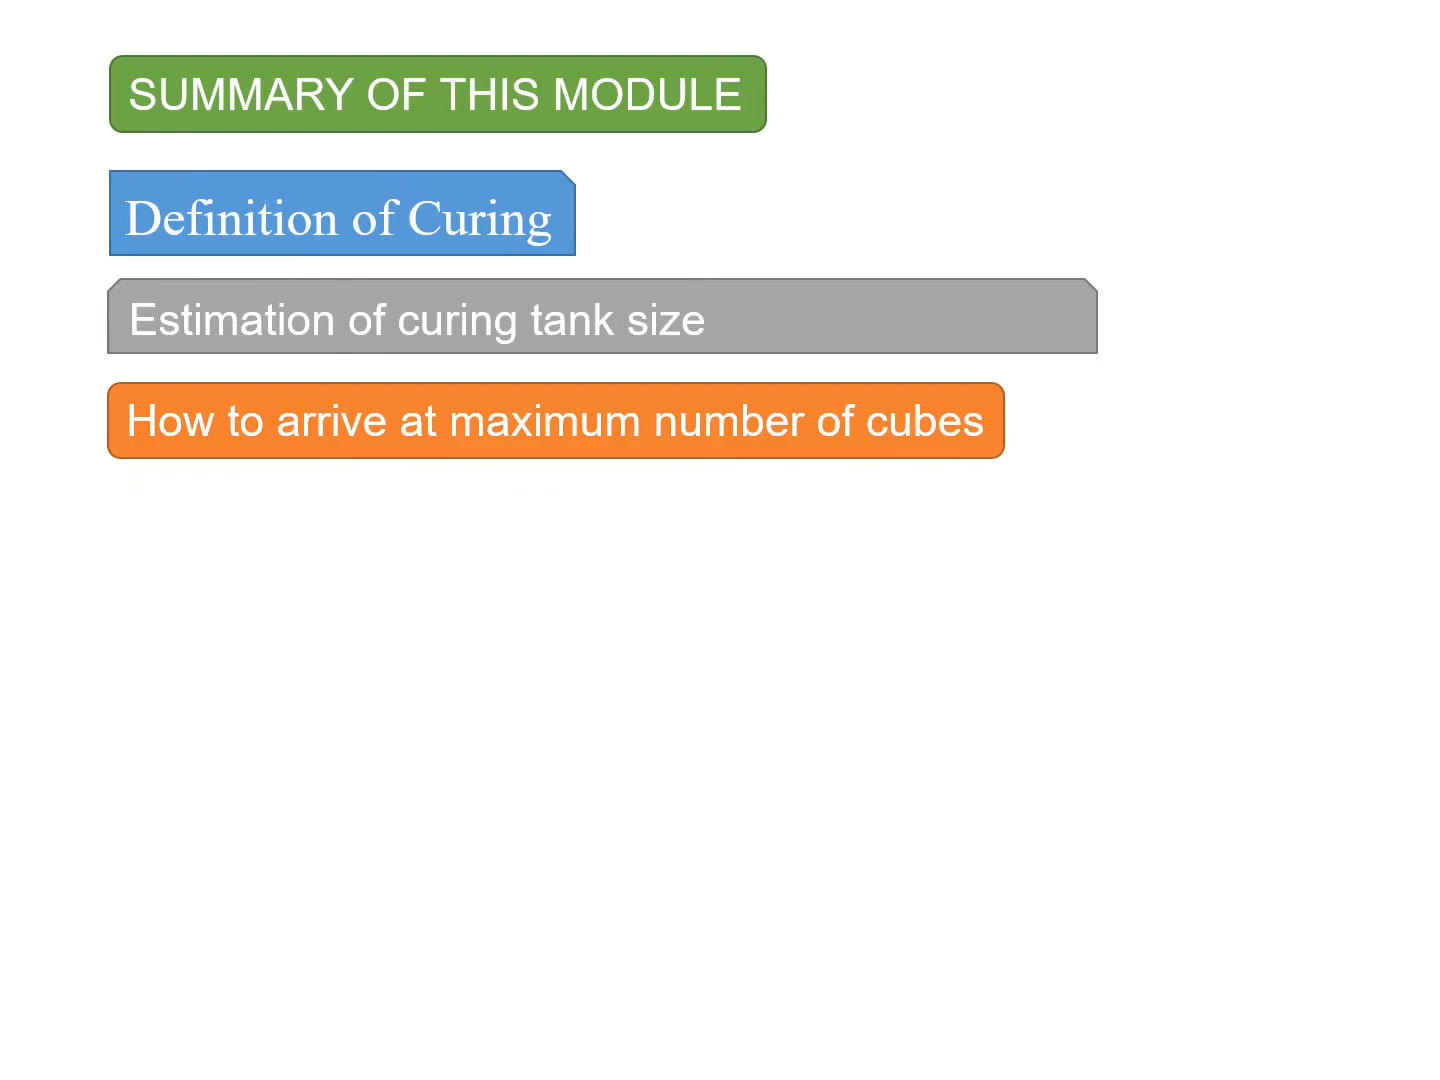 SUMMARY OF THIS MODULE
Definition of Curing
Estimation of curing tank size
How to arrive at maximum number of cubes